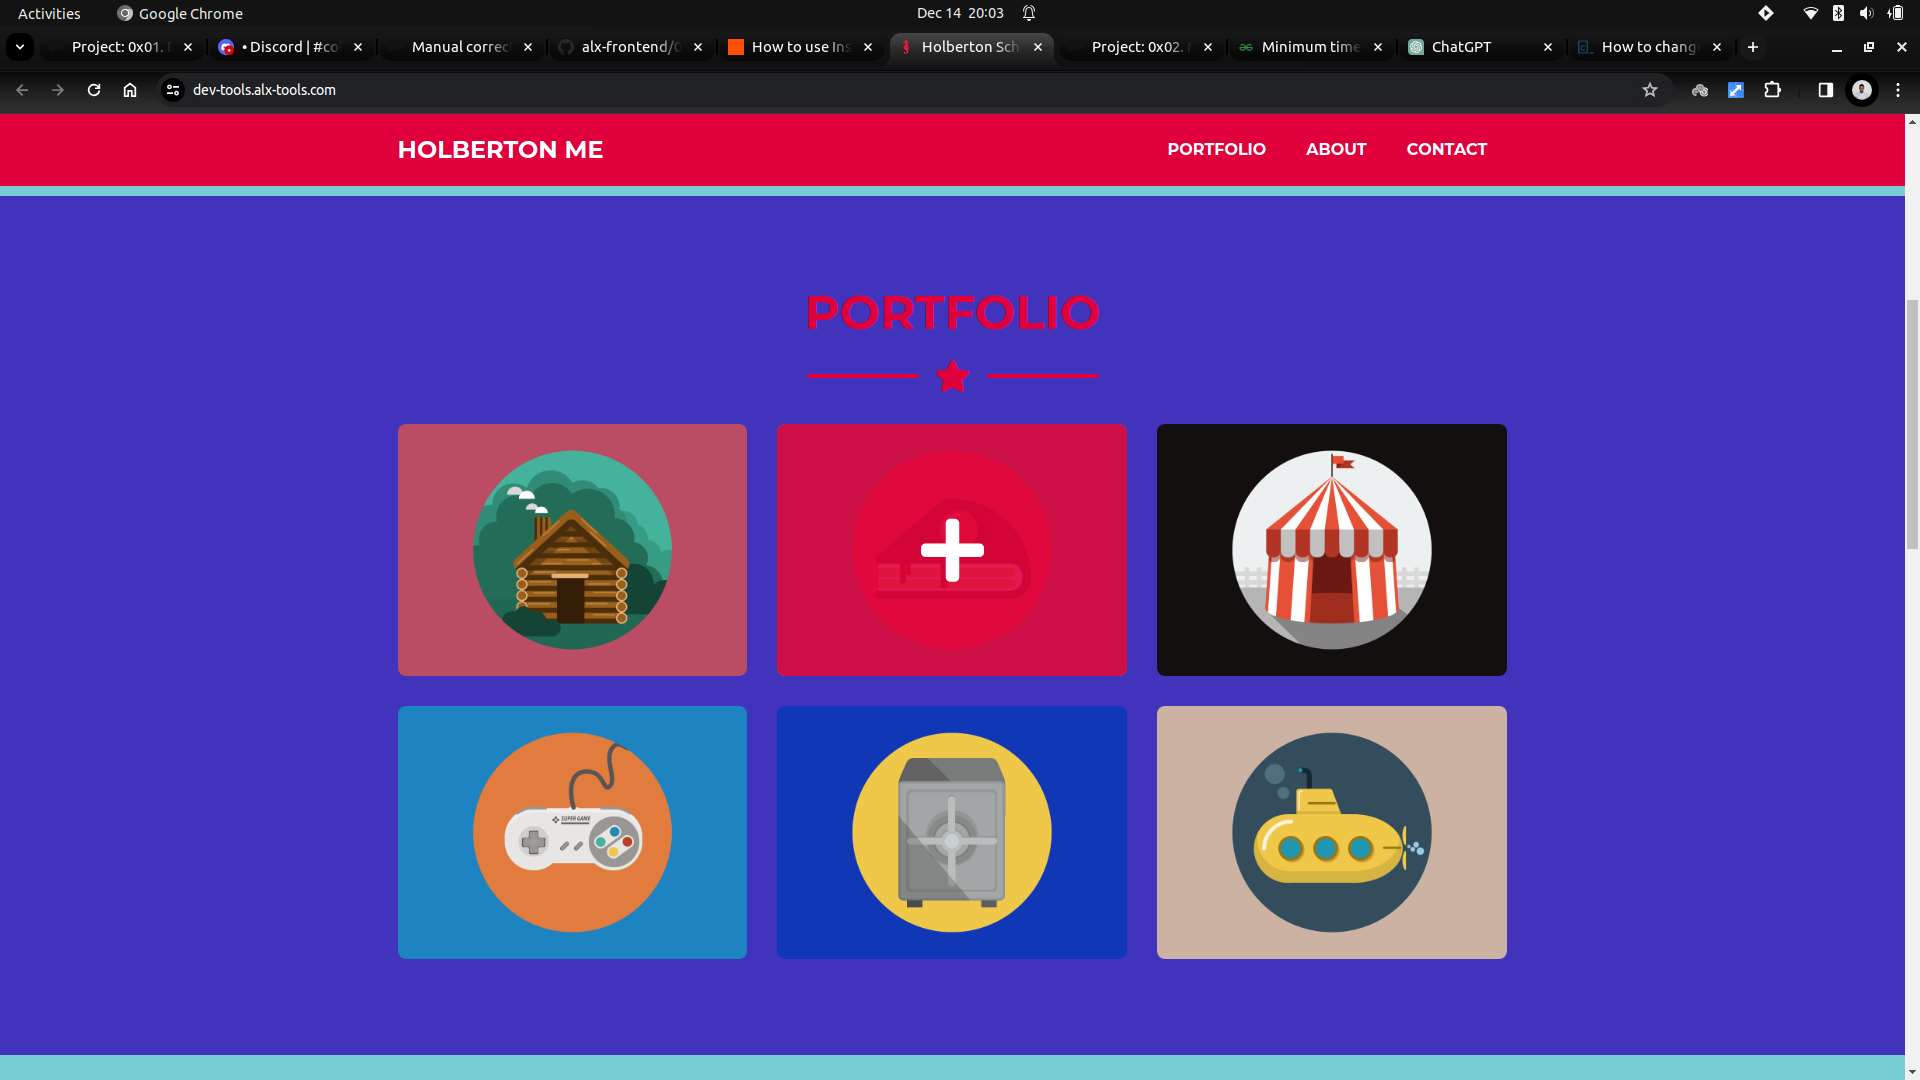 Activities
Google Chrome
Dec 14 20:03
Project: 0x01.
• Discord | #co
Manual correc
alx-frontend/0
How to use Ins
Holberton Sch
Project: 0x02.
Minimum time
ChatGPT
How to chang
dev-tools.alx-tools.com
HOLBERTON ME
PORTFOLIO
ABOUT
CONTACT
PORTFOLIO
SUPER GAME